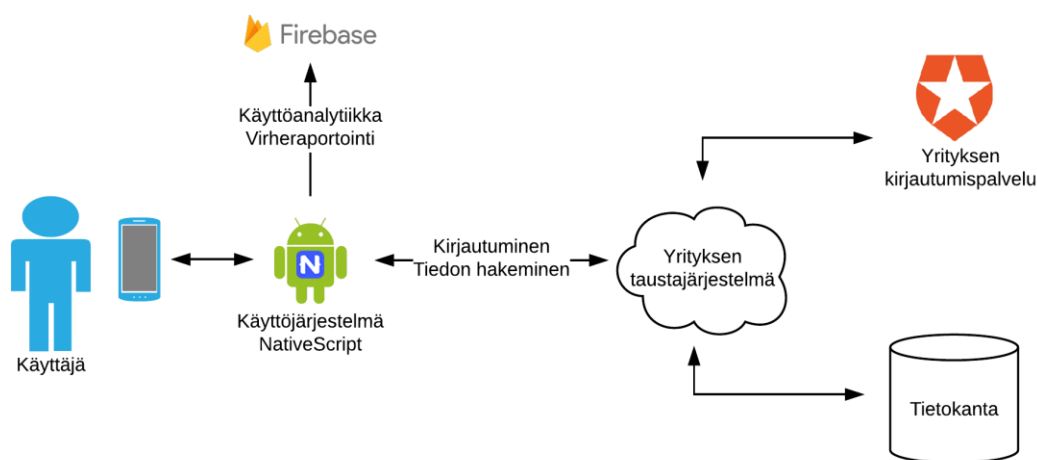 Firebase
Käyttöanalytiikka
Virheraportointi
Yrityksen
kirjautumispalvelu
Kirjautuminen
Tiedon hakeminen
Yrityksen
taustajärjestelmä
N
Käyttöjärjestelmä
NativeScript
Käyttäjä
Tietokanta